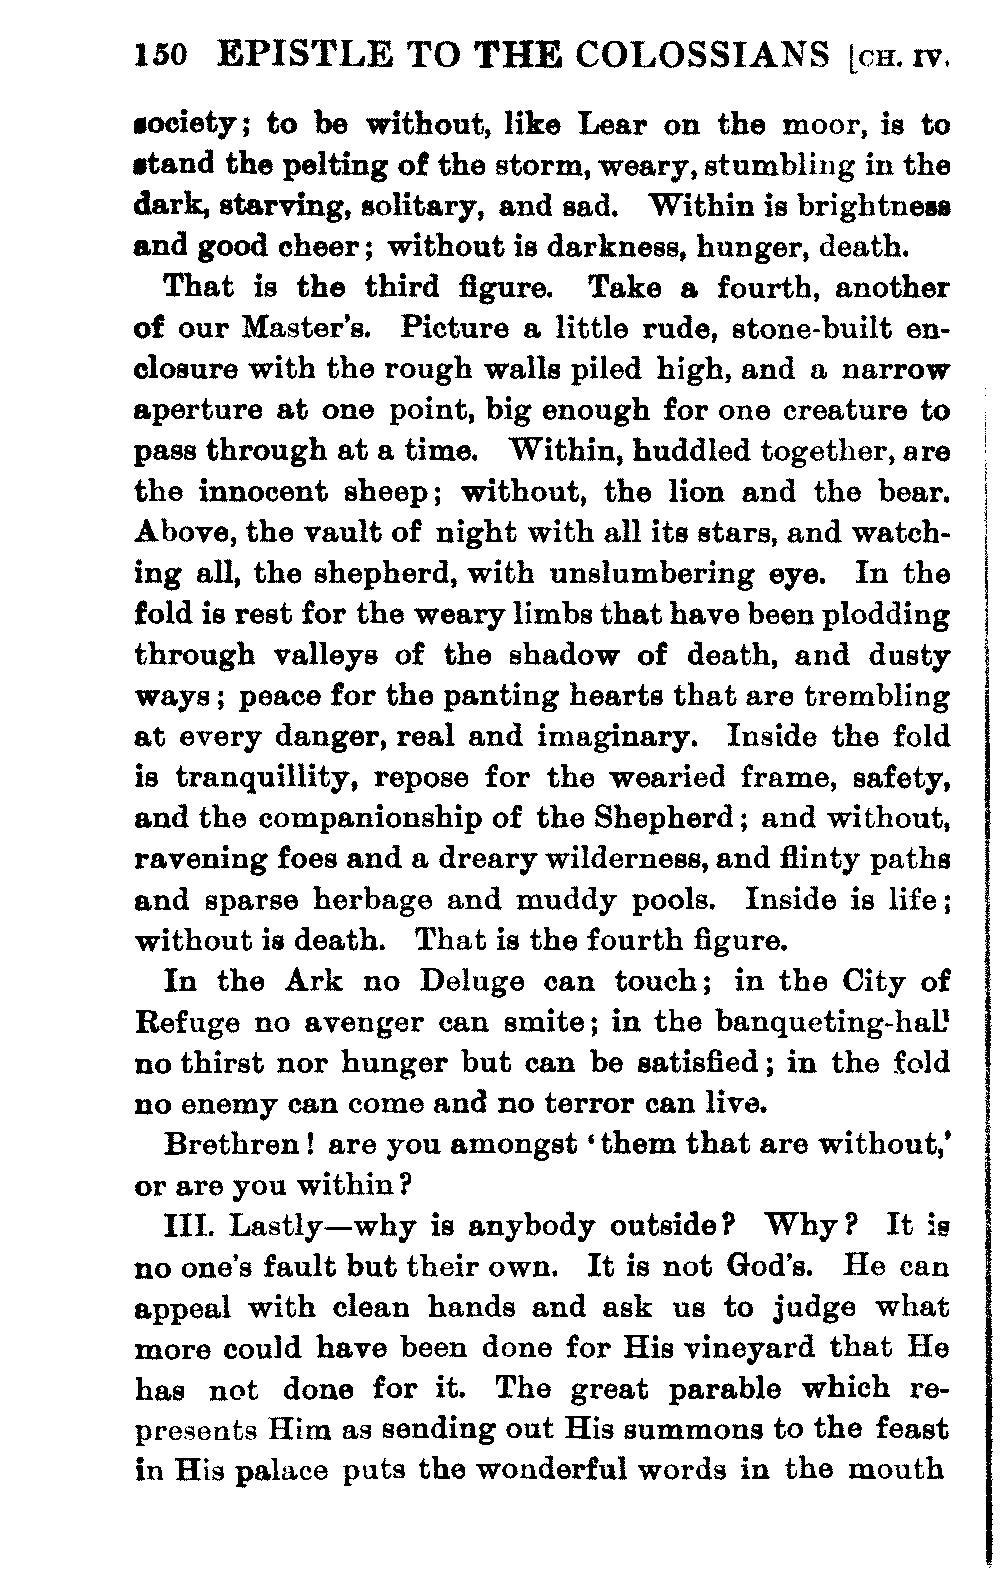 150 EPISTLE TO THE COLOSSIANS [CH. IV.
society; to be without, like Lear on the moor, is to
stand the pelting of the storm, weary, stumbling in the
dark, starving, solitary, and sad. Within is brightness
and good cheer; without is darkness, hunger, death.
That is the third figure. Take a fourth, another
of our Master's. Picture a little rude, stone-built en-
closure with the rough walls piled high, and a narrow
aperture at one point, big enough for one creature to
pass through at a time. Within, huddled together, are
the innocent sheep; without, the lion and the bear.
Above, the vault of night with all its stars, and watch-
ing all, the shepherd, with unslumbering eye. In the
fold is rest for the weary limbs that have been plodding
through valleys of the shadow of death, and dusty
ways; peace for the panting hearts that are trembling
at every danger, real and imaginary. Inside the fold
is tranquillity, repose for the wearied frame, safety,
and the companionship of the Shepherd; and without,
ravening foes and a dreary wilderness, and flinty paths
and sparse herbage and muddy pools. Inside is life;
without is death. That is the fourth figure.
In the Ark no Deluge can touch; in the City of
Refuge no avenger can smite; in the banqueting-hall
no thirst nor hunger but can be satisfied; in the fold
no enemy can come and no terror can live.
Brethren! are you amongst 'them that are without,'
or are you within?
III. Lastly—why is anybody outside? Why? It is
no one's fault but their own. It is not God's. He can
appeal with clean hands and ask us to judge what
more could have been done for His vineyard that He
has not done for it. The great parable which re-
presents Him as sending out His summons to the feast
in His palace puts the wonderful words in the mouth